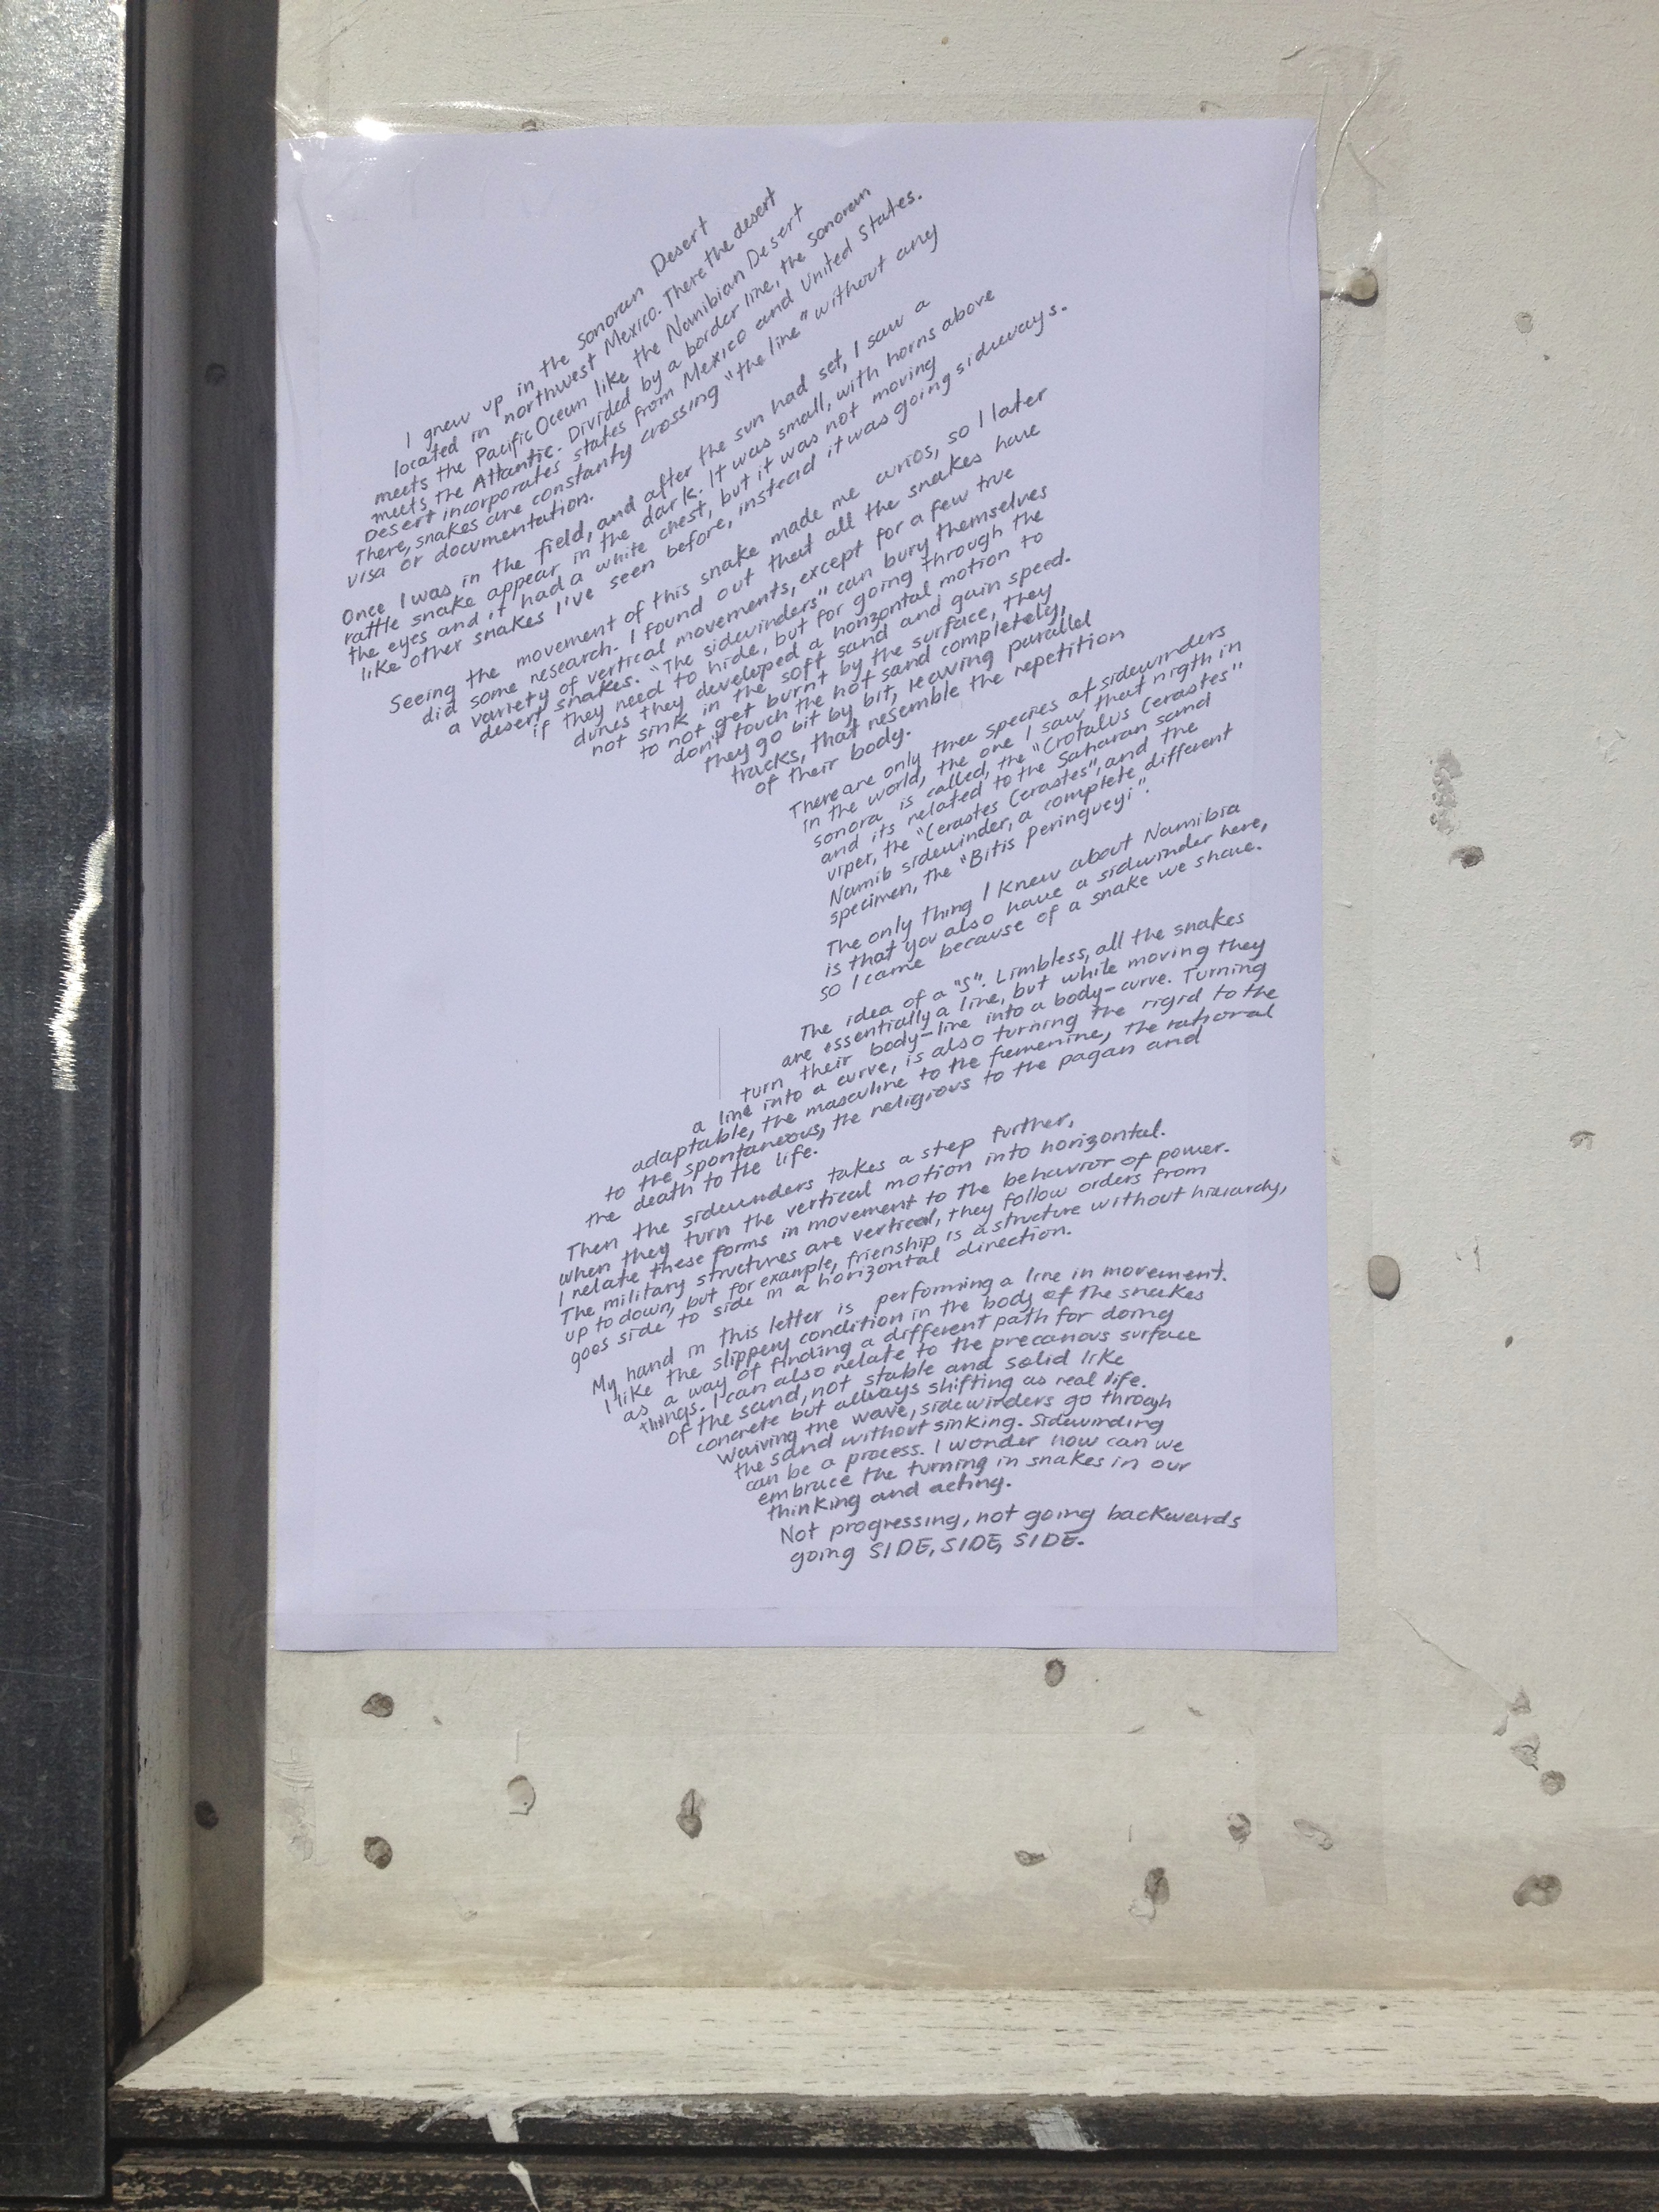 I grew up in the Sonoran Desert
located in northwest Mexico. There the desert
meets the Pacific Ocean like the Namibian Desert
meets the Atlantic. Divided by a border line, the Sonoran
Desert incorporates states from Mexico and United States.
There, snakes are constanty crossing "the line" without any
visa or documentation.
Once I was in the field, and after the sun had set, I saw a
rattle snake appear in the dark. It was small, with horns above
the eyes and it had a white chest, but it was not moving
like other snakes I've seen before, instead it was going sideways.
Seeing the movement of this snake made me curios, so I later
did some research. I found out that all the snakes have
a variety of vertical movements, except for a few true
desert snakes. "The sidewinders" can bury themselves
if they need to hide, but for going through the
dunes they developed a horizontal motion to
not sink in the soft sand and gain speed.
to not get burnt by the surface, they
don't touch the hot sand completely,
they go bit by bit, leaving parallel
tracks, that resemble the repetition
of their body.
There are only three species of sidewinders
in the world, the one I saw that nigth in
sonora is called, the "Crotalus Cerastes"
and its related to the Saharan sand
viper, the "Cerastes Cerastes", and the
Namib sidewinder, a complete different
specimen, the "Bitis Peringueyi".
The only thing I knew about Namibia
is that you also have a sidewinder here,
so I came because of a snake we share.
The idea of a "S". Limbless, all the snakes
are essentially a line, but while moving they
turn their body-line into a body-curve. Turning
a line into a curve, is also turning the rigid to the
adaptable, the masculine to the femenine, the rational
to the spontaneous, the religious to the pagan and
the death to the life.
Then the sidewinders takes a step further,
when they turn the vertical motion into horizontal.
I relate these forms in movement to the behavior of power.
The military structures are vertical, they follow orders from
up to down, but for example, frienship is a structure without hierarchy,
goes side to side in a horizontal direction.
My hand in this letter is performing a line in movement.
I like the slippery condition in the body of the snakes
as a way of finding a different path for doing
things. I can also relate to the precarious surface
of the sand, not stable and solid like
concrete but always shifting as real life.
Waiving the wave, sidewinders go through
the sand without sinking. Sidewinding
can be a process. I wonder how can we
embrace the turning in snakes in our
thinking and acting.
Not progressing, not going backwards
going SIDE, SIDE, SIDE.